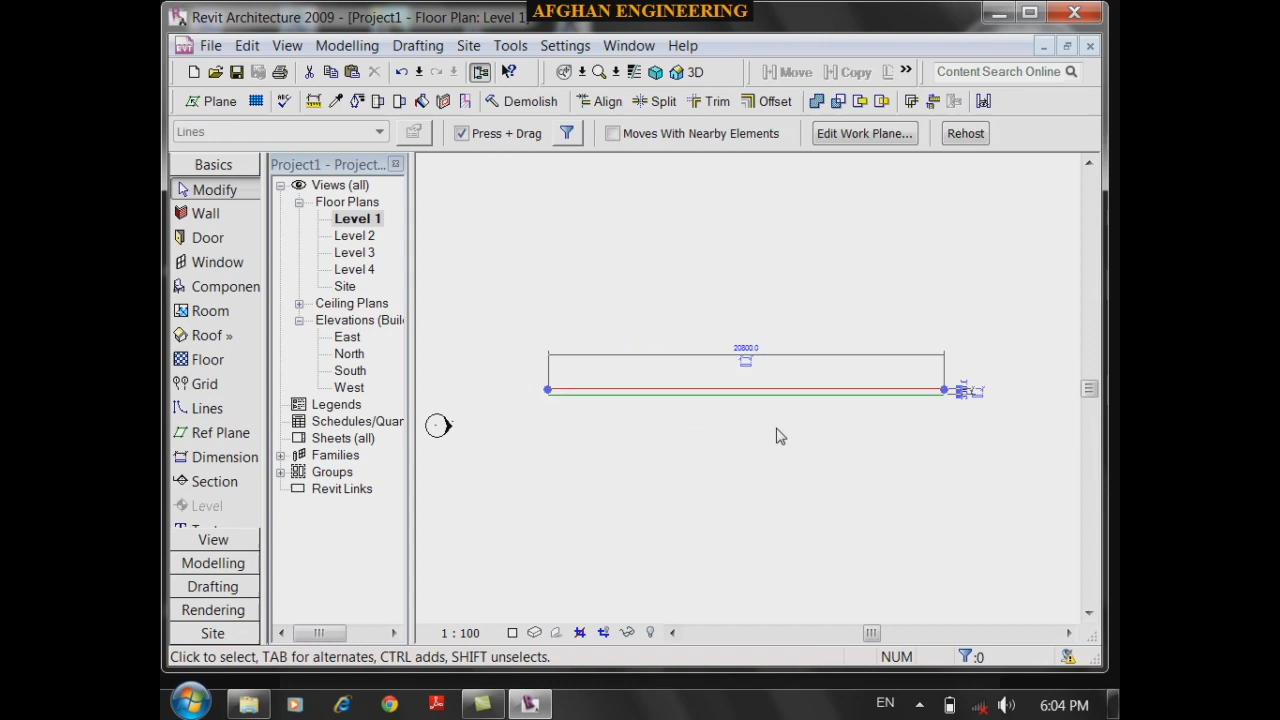 AFGHAN ENGINEERING
Revit Architecture 2009 - [Project1 - Floor Plan: Level 1]
File Edit View Modelling Drafting Site Tools Settings Window Help
3D Move Copy Content Search Online
Plane Demolish Align Split Trim Offset
Lines Press + Drag Moves With Nearby Elements Edit Work Plane... Rehost
Basics
Modify
Wall
Door
Window
Componen
Room
Roof »
Floor
Grid
Lines
Ref Plane
Dimension
Section
Level
View
Modelling
Drafting
Rendering
Site
Project1 - Project...
Views (all)
Floor Plans
Level 1
Level 2
Level 3
Level 4
Site
Ceiling Plans
Elevations (Buil
East
North
South
West
Legends
Schedules/Quar
Sheets (all)
Families
Groups
Revit Links
20800.0
1 : 100
Click to select, TAB for alternates, CTRL adds, SHIFT unselects. NUM :0
EN 6:04 PM